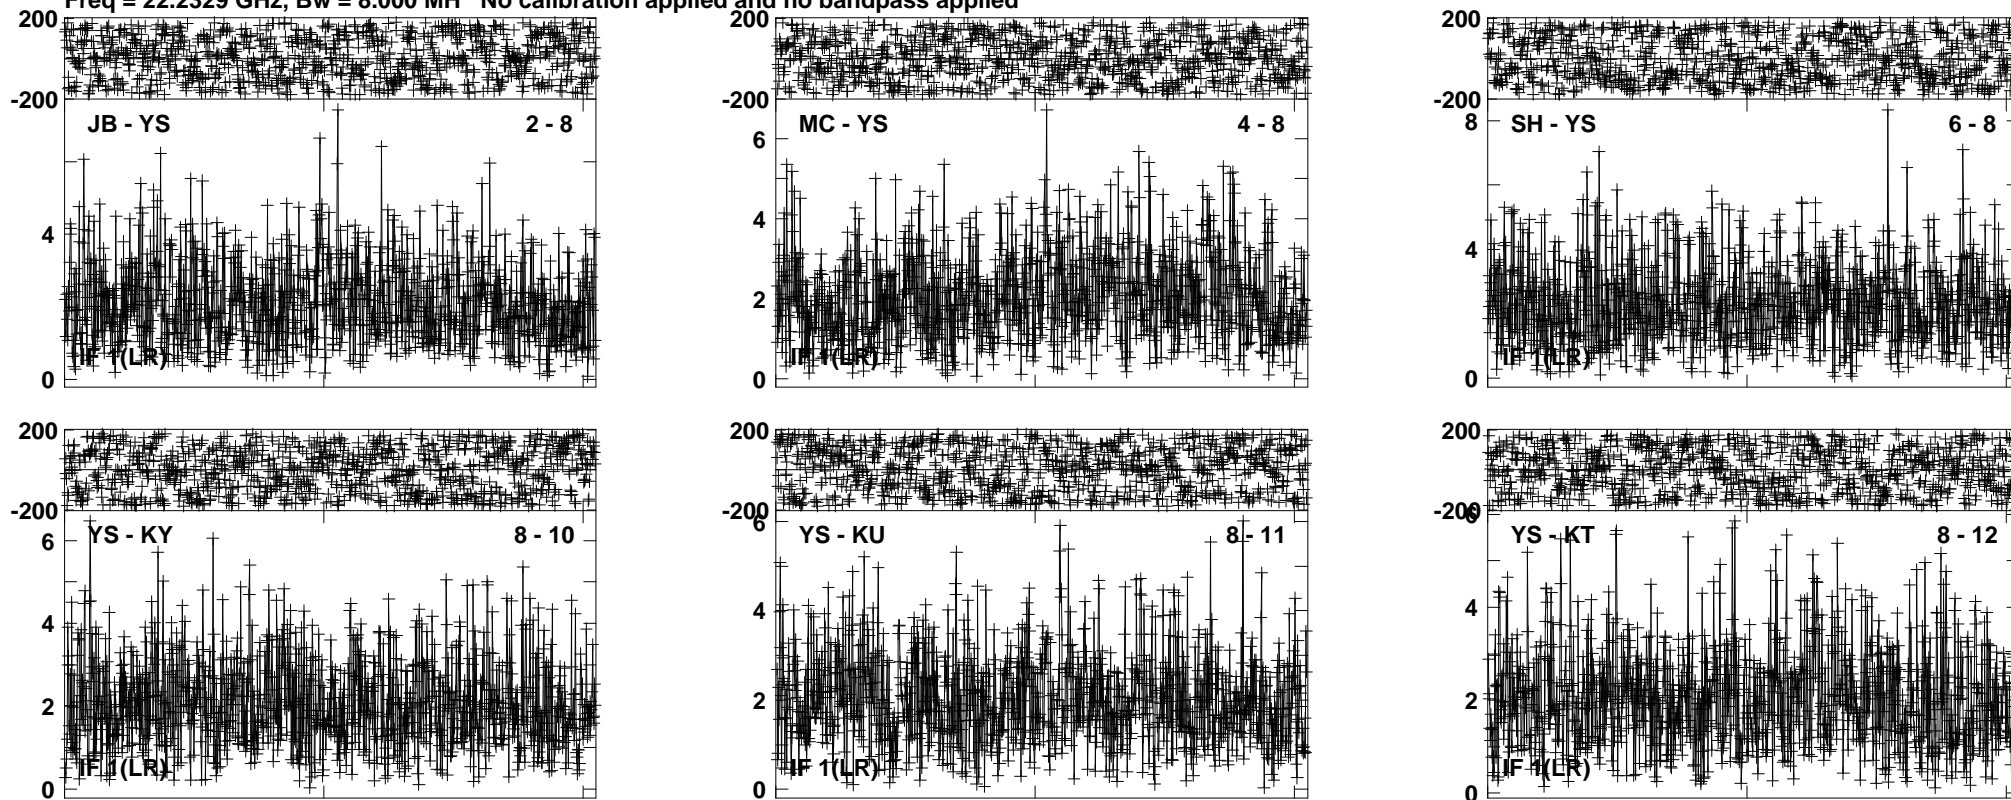 Freq = 22.2329 GHz, Bw = 8.000 MH No calibration applied and no bandpass applied
200
-200
JB - YS 2 - 8
4
IF 1(LR)
0
200
-200
MC - YS 4 - 8
6
4
2
IF 1(LR)
0
200
-200
SH - YS 6 - 8
8
4
IF 1(LR)
0
200
-200
YS - KY 8 - 10
6
4
2
IF 1(LR)
0
200
-200
YS - KU 8 - 11
6
4
2
IF 1(LR)
0
200
-200
YS - KT 8 - 12
6
4
2
IF 1(LR)
0